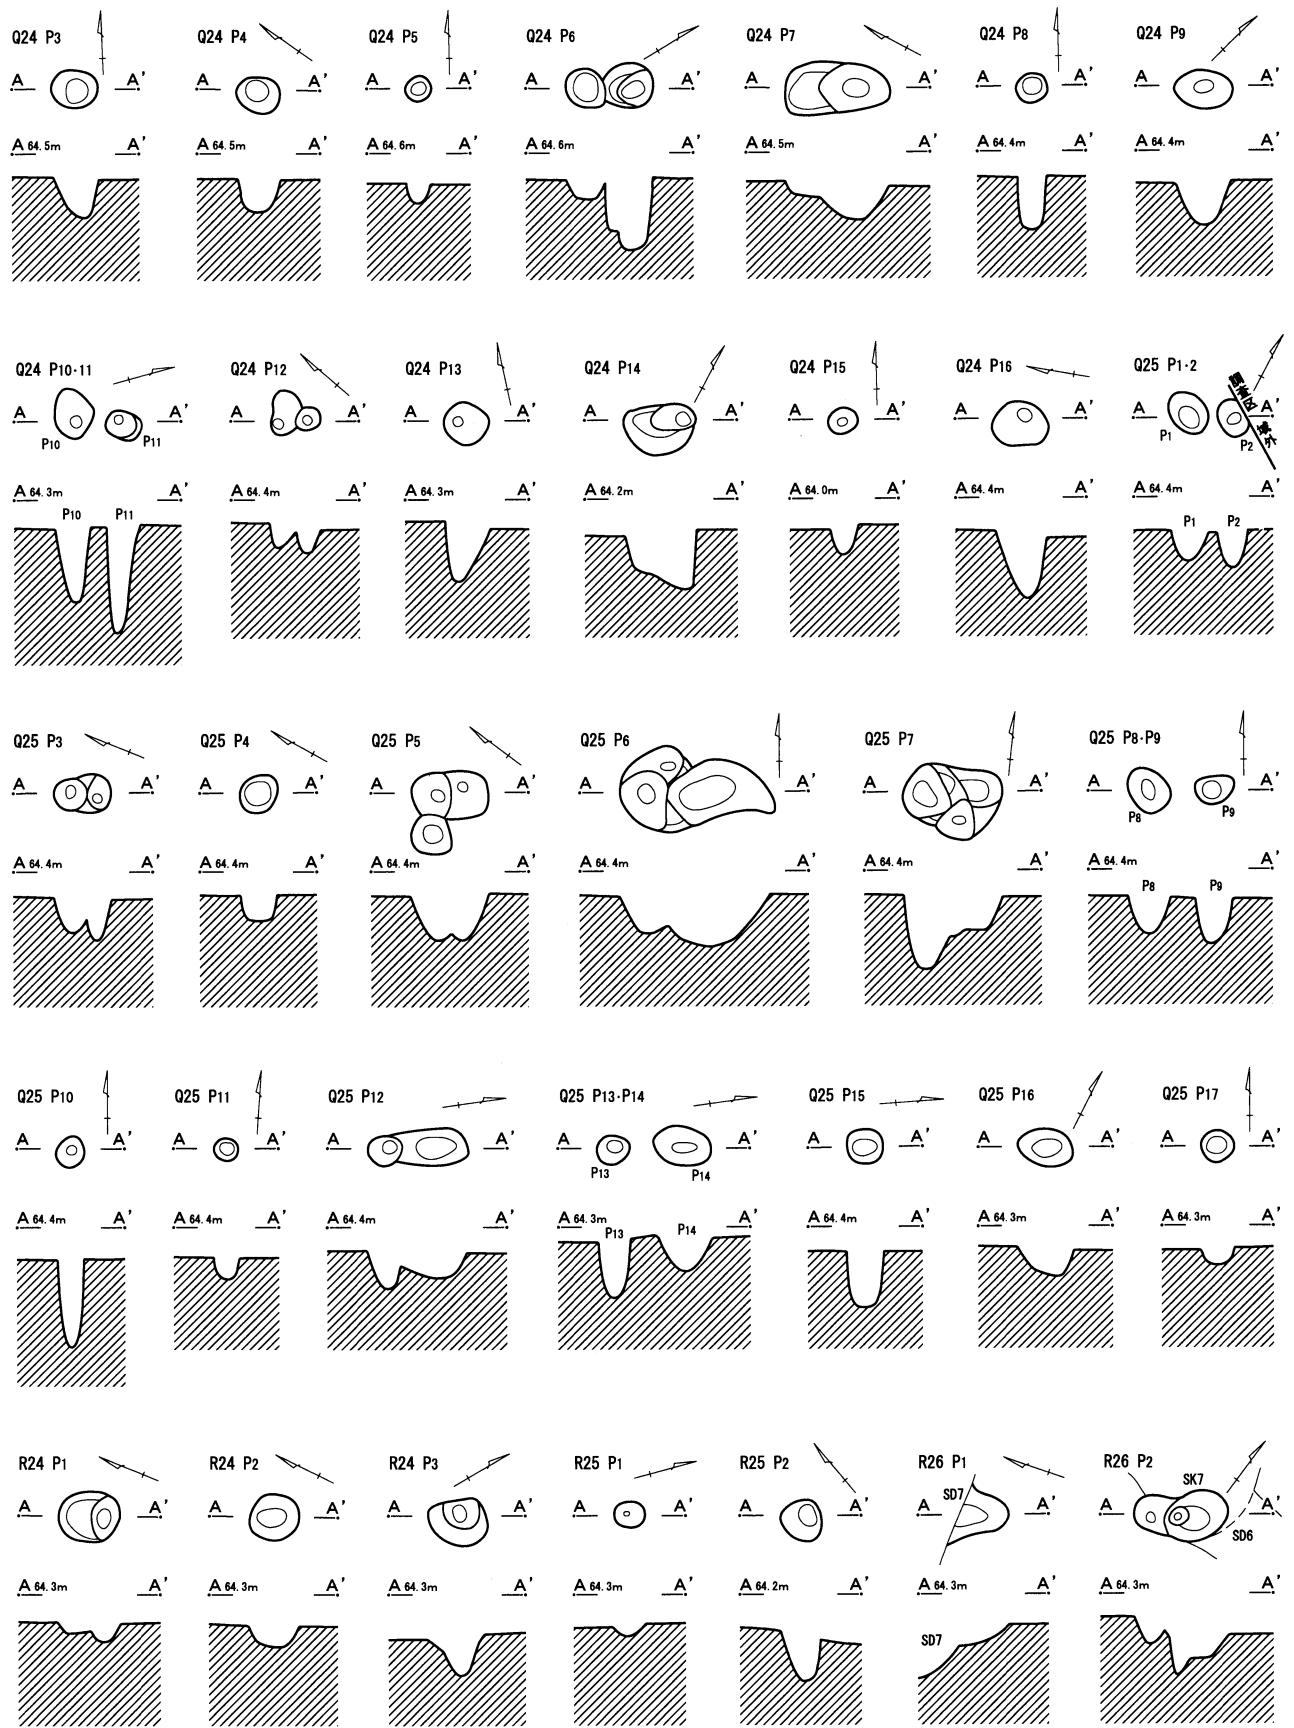 Q24 P3
A A'
A 64.5m A'
Q24 P4
A A'
A 64.5m A'
Q24 P5
A A'
A 64.6m A'
Q24 P6
A A'
A 64.6m A'
Q24 P7
A A'
A 64.5m A'
Q24 P8
A A'
A 64.4m A'
Q24 P9
A A'
A 64.4m A'
Q24 P10·11
A A'
P10 P11
A 64.3m A'
P10 P11
Q24 P12
A A'
A 64.4m A'
Q24 P13
A A'
A 64.3m A'
Q24 P14
A A'
A 64.2m A'
Q24 P15
A A'
A 64.0m A'
Q24 P16
A A'
A 64.4m A'
Q25 P1·2
調査区外
A A'
P1 P2
A 64.4m A'
P1 P2
Q25 P3
A A'
A 64.4m A'
Q25 P4
A A'
A 64.4m A'
Q25 P5
A A'
A 64.4m A'
Q25 P6
A A'
A 64.4m A'
Q25 P7
A A'
A 64.4m A'
Q25 P8·P9
A A'
P8 P9
A 64.4m A'
P8 P9
Q25 P10
A A'
A 64.4m A'
Q25 P11
A A'
A 64.4m A'
Q25 P12
A A'
A 64.4m A'
Q25 P13·P14
A A'
P13 P14
A 64.3m A'
P13 P14
Q25 P15
A A'
A 64.4m A'
Q25 P16
A A'
A 64.3m A'
Q25 P17
A A'
A 64.3m A'
R24 P1
A A'
A 64.3m A'
R24 P2
A A'
A 64.3m A'
R24 P3
A A'
A 64.3m A'
R25 P1
A A'
A 64.3m A'
R25 P2
A A'
A 64.2m A'
R26 P1
SD7
A A'
A 64.3m A'
SD7
R26 P2
SK7
A A'
SD6
A 64.3m A'